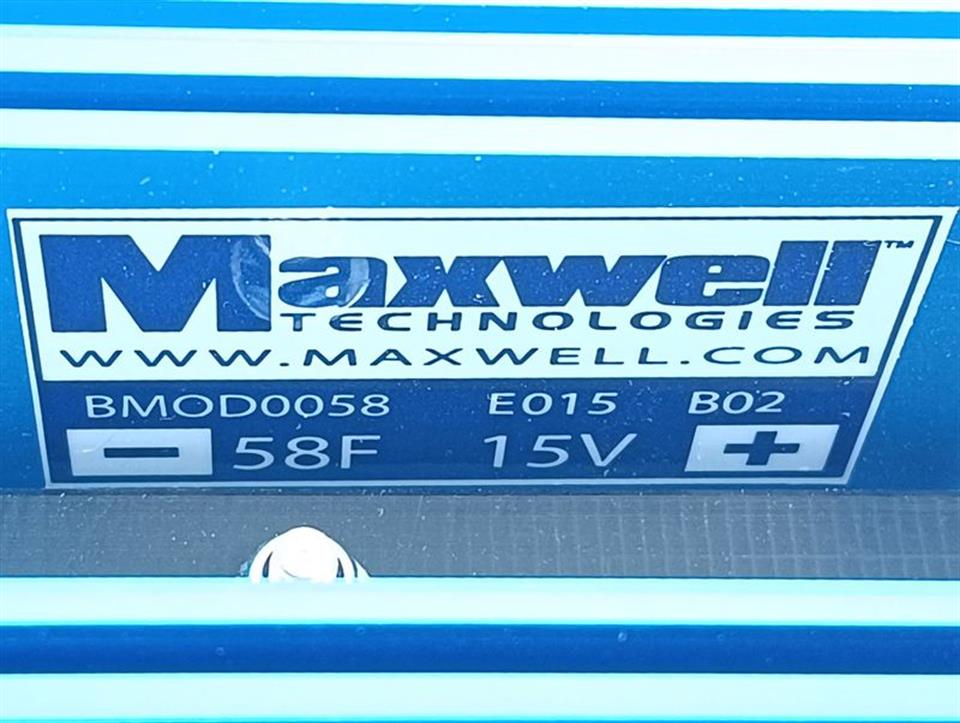 Maxwell™
TECHNOLOGIES
WWW.MAXWELL.COM
BMOD0058 E015 B02
- 58F 15V +